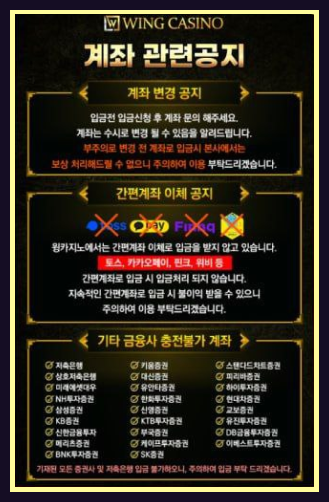 WING CASINO
계좌 관련공지
계좌 변경 공지
입금전 입금신청 후 계좌 문의 해주세요.
계좌는 수시로 변경 될 수 있음을 알려드립니다.
부주의로 변경 전 계좌로 입금시 본사에서는
보상 처리해드릴 수 없으니 주의하여 이용 부탁드리겠습니다.
간편계좌 이체 공지
toss pay Finnq
윙카지노에서는 간편계좌 이체로 입금을 받지 않고 있습니다.
토스, 카카오페이, 핀크, 위비 등
간편계좌로 입금 시 입금처리 되지 않습니다.
지속적인 간편계좌로 입금 시 불이익 받을 수 있으니
주의하여 이용 부탁드리겠습니다.
기타 금융사 충전불가 계좌
저축은행 키움증권 스탠다드차트증권
상호저축은행 대신증권 미리바증권
미래에셋대우 유안타증권 하이투자증권
NH투자증권 한화투자증권 현대차증권
삼성증권 신영증권 교보증권
KB증권 KTB투자증권 유진투자증권
신한금융투자 부국증권 DB금융투자증권
메리츠증권 케이프투자증권 이베스트투자증권
BNK투자증권 SK증권
기재된 모든 증권사 및 저축은행 입금 불가하오니, 주의하여 입금 부탁 드리겠습니다.